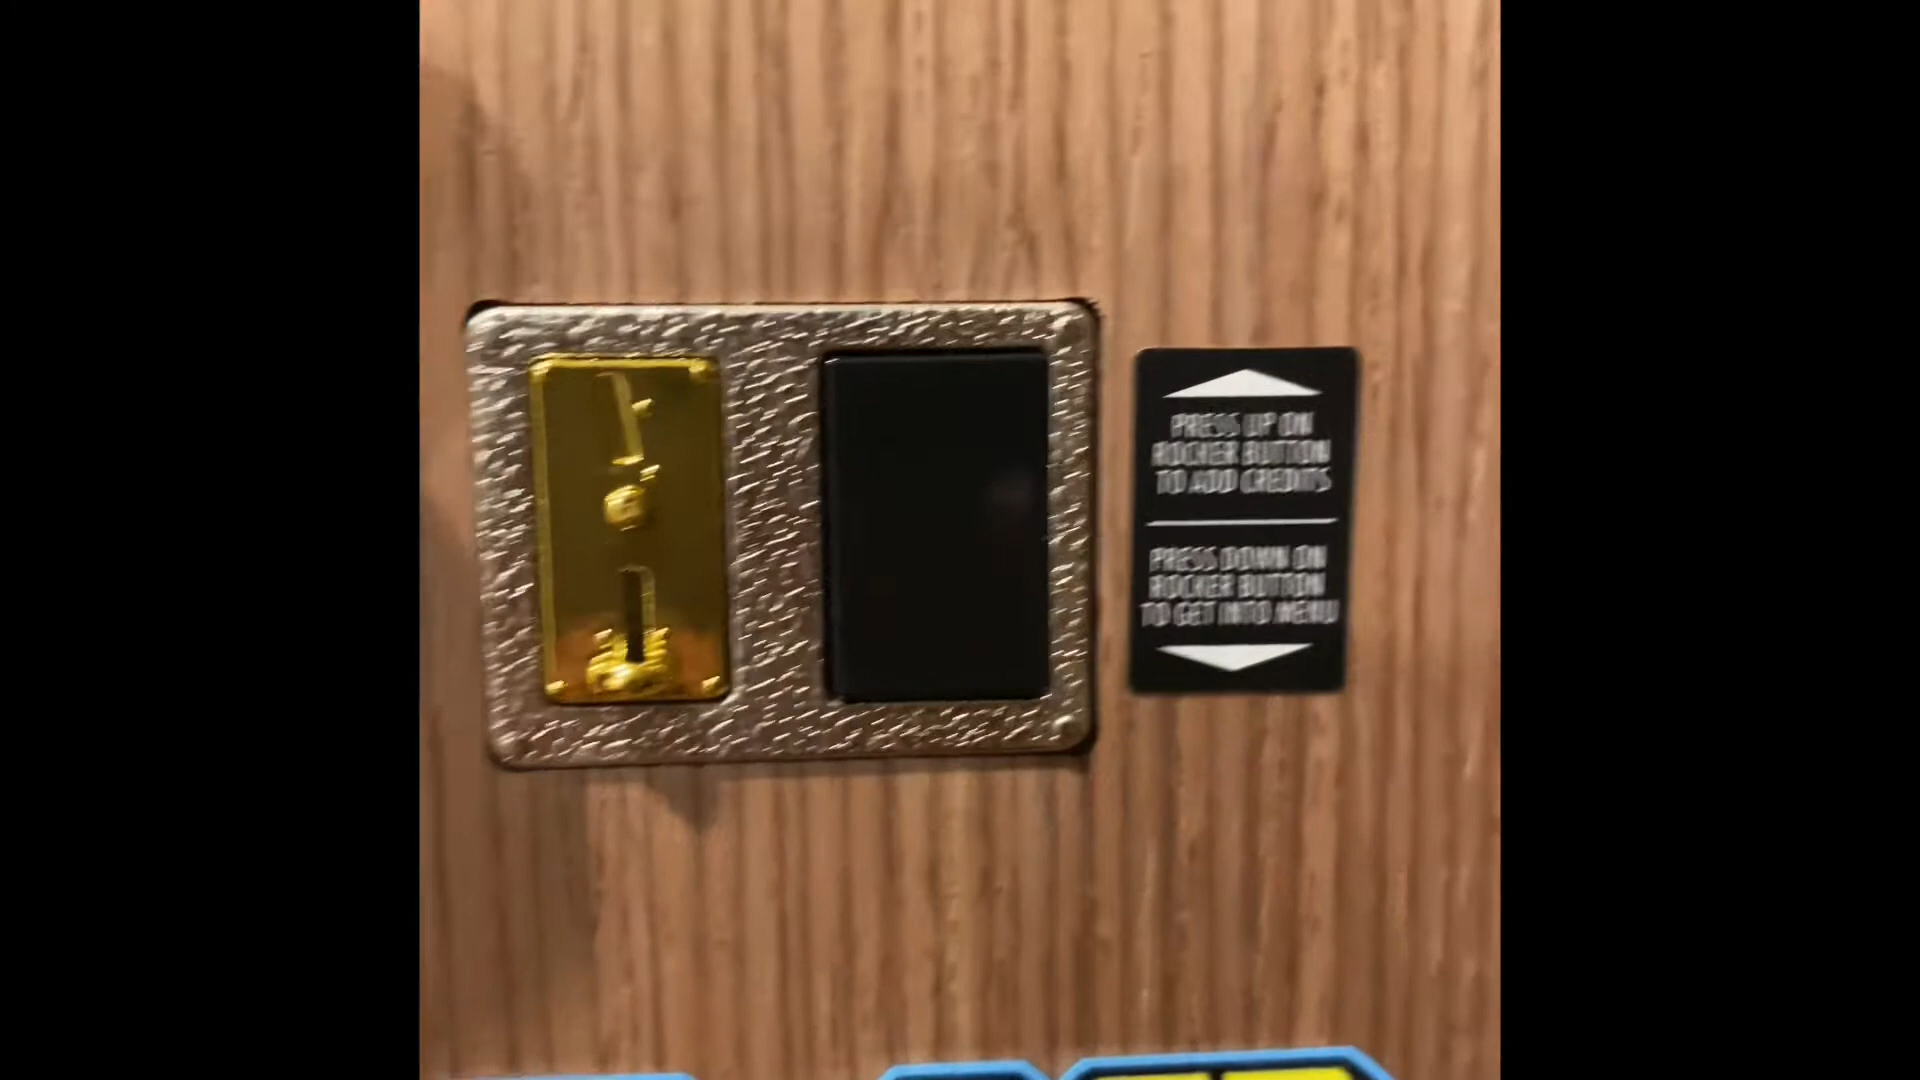 PRESS UP ON
ROCKER BUTTON
TO ADD CREDITS
PRESS DOWN ON
ROCKER BUTTON
TO GET INTO MENU